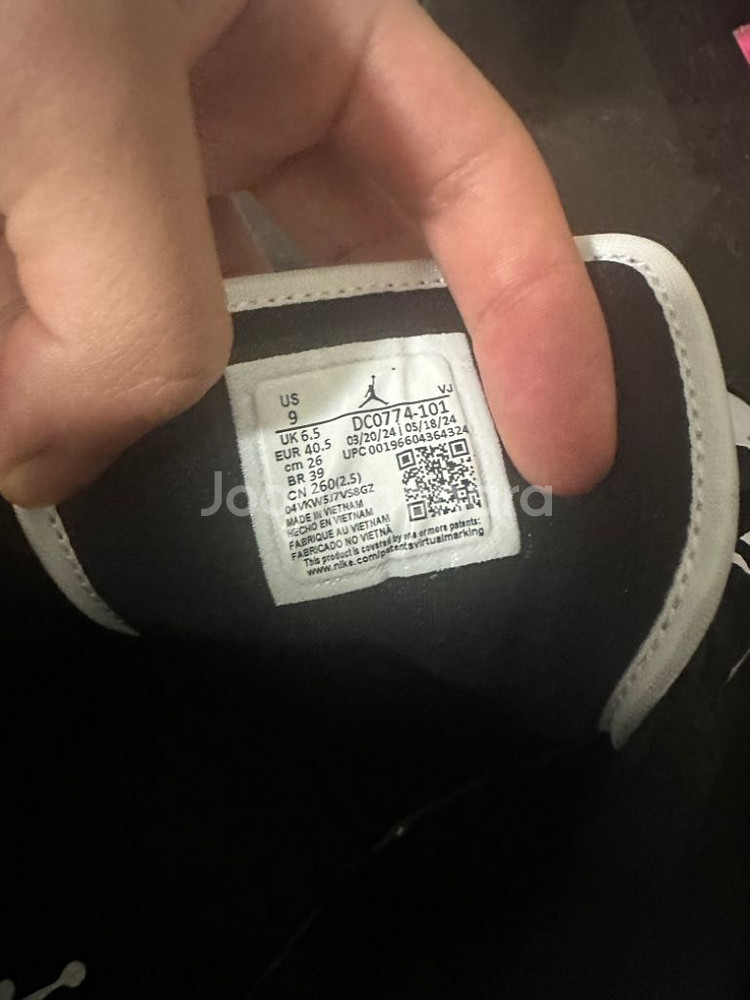 US
9
VJ
UK 6.5
DC0774-101
EUR 40.5
03/20/24 | 05/18/24
cm 26
UPC 00196604364324
BR 39
CN 260(2.5)
04VKW5J7VS8GZ
MADE IN VIETNAM
HECHO EN VIETNAM
FABRIQUE AU VIETNAM
FABRICADO NO VIETNA
This product is covered by one or more patents:
www.nike.com/patentsvirtualmarking